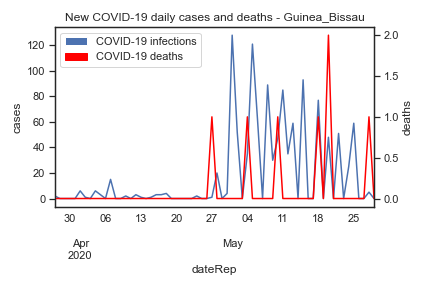 New COVID-19 daily cases and deaths - Guinea_Bissau
COVID-19 infections
COVID-19 deaths
cases
120
100
80
60
40
20
0
deaths
2.0
1.5
1.0
0.5
0.0
30 06 13 20 27 04 11 18 25
Apr May
2020
dateRep